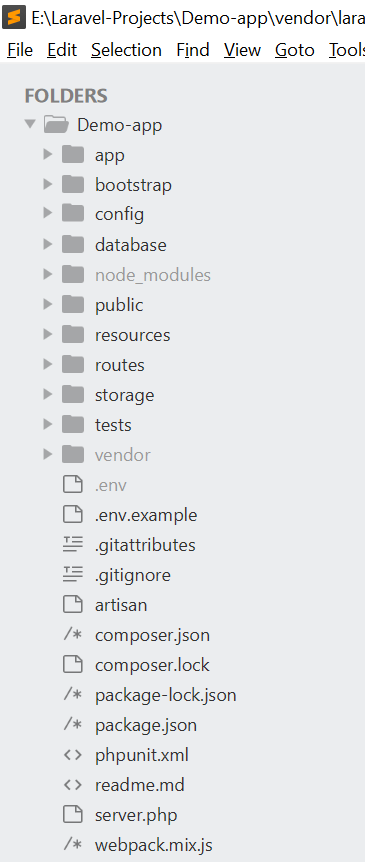 E:\Laravel-Projects\Demo-app\vendor\lara
File Edit Selection Find View Goto Tools
FOLDERS
Demo-app
app
bootstrap
config
database
node_modules
public
resources
routes
storage
tests
vendor
.env
.env.example
.gitattributes
.gitignore
artisan
/* composer.json
composer.lock
/* package-lock.json
/* package.json
<> phpunit.xml
<> readme.md
server.php
/* webpack.mix.js